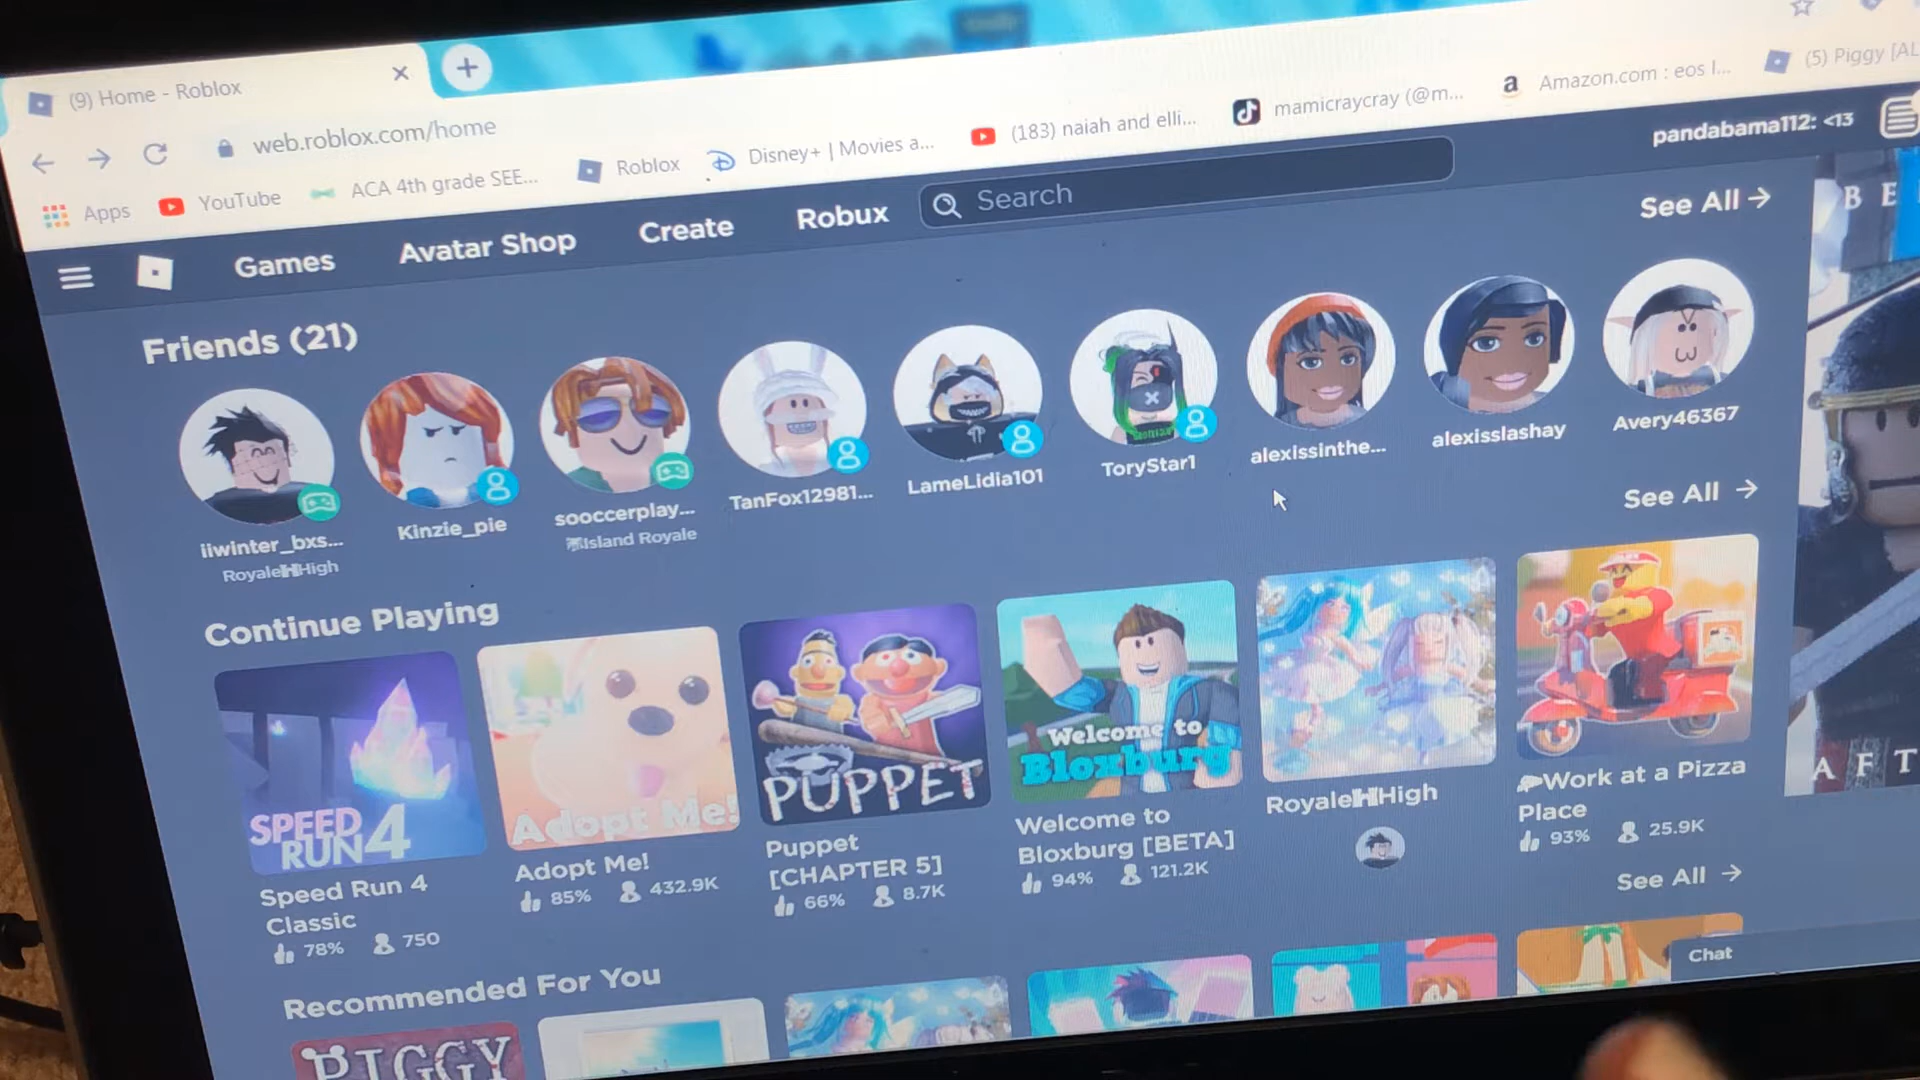 (9) Home - Roblox
web.roblox.com/home
Apps
YouTube
ACA 4th grade SEE...
Roblox
Disney+ | Movies a...
(183) naiah and elli...
mamicraycray (@m...
Amazon.com : eos l...
(5) Piggy [AL
Games
Avatar Shop
Create
Robux
Search
pandabama112: <13
Friends (21)
See All →
iiwinter_bxs...
Royale High
Kinzie_pie
sooccerplay...
Island Royale
TanFox12981...
LameLidia101
ToryStar1
alexissinthe...
alexisslashay
Avery46367
Continue Playing
See All →
SPEED
RUN 4
Speed Run 4
Classic
78% 750
Adopt Me!
Adopt Me!
85% 432.9K
PUPPET
Puppet
[CHAPTER 5]
66% 8.7K
Welcome to
Bloxburg
Welcome to
Bloxburg [BETA]
94% 121.2K
Royale High
Work at a Pizza
Place
93% 25.9K
Recommended For You
See All →
PIGGY
Chat
B E
A F T